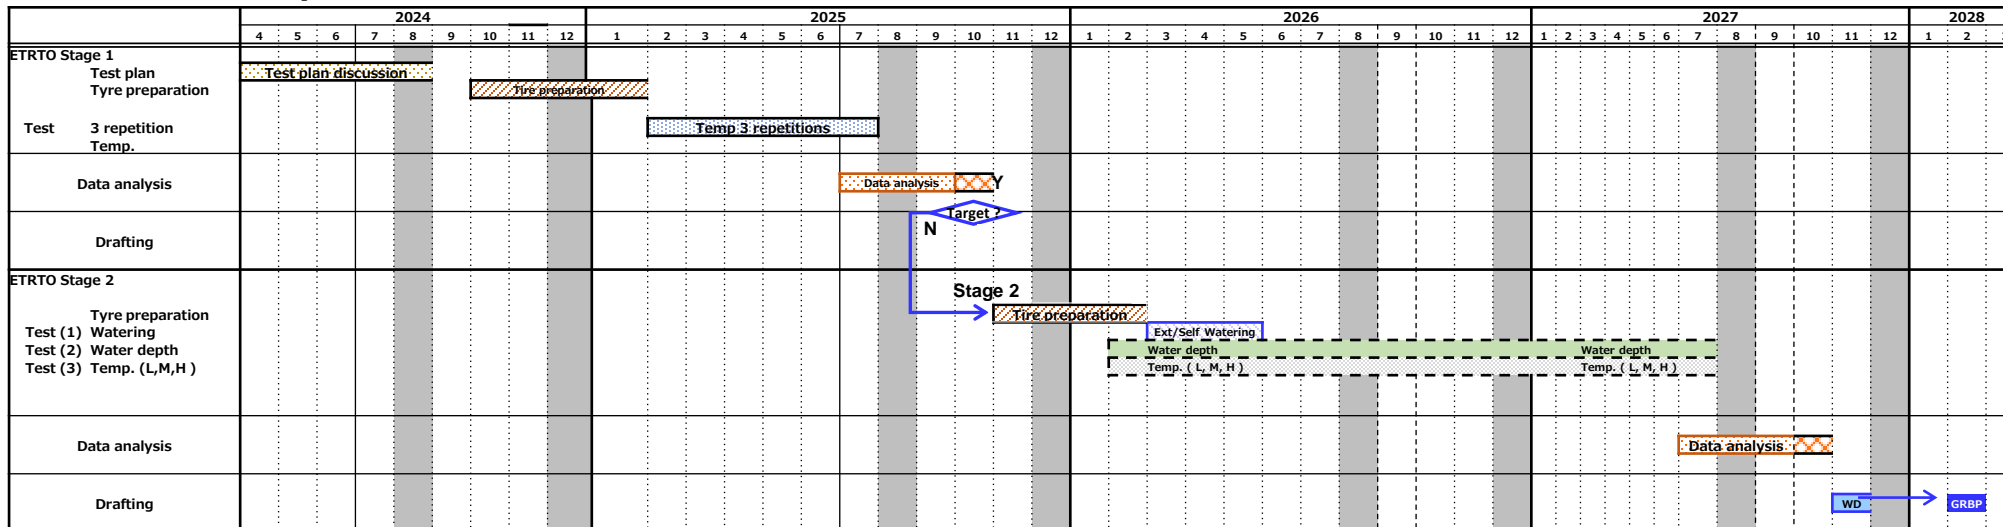 2024 2025 2026 2027 2028
4 5 6 7 8 9 10 11 12 1 2 3 4 5 6 7 8 9 10 11 12 1 2 3 4 5 6 7 8 9 10 11 12 1 2 3 4 5 6 7 8 9 10 11 12 1 2
ETRTO Stage 1
Test plan Test plan discussion
Tyre preparation Tire preparation
Test 3 repetition Temp 3 repetitions
Temp.
Data analysis Data analysis Y
Target ?
N
Drafting
ETRTO Stage 2
Stage 2
Tyre preparation Tire preparation
Test (1) Watering Ext/Self Watering
Test (2) Water depth Water depth Water depth
Test (3) Temp. (L,M,H ) Temp. ( L, M, H ) Temp. ( L, M, H )
Data analysis Data analysis
Drafting WD GRBP